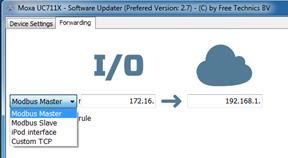 Moxa UC711X - Software Updater (Prefered Version: 2.7) - (C) by Free Technics BV
Device Settings Forwarding
I/O
Modbus Master r 172.16. 192.168.1.
Modbus Master
Modbus Slave rule
iPod interface
Custom TCP